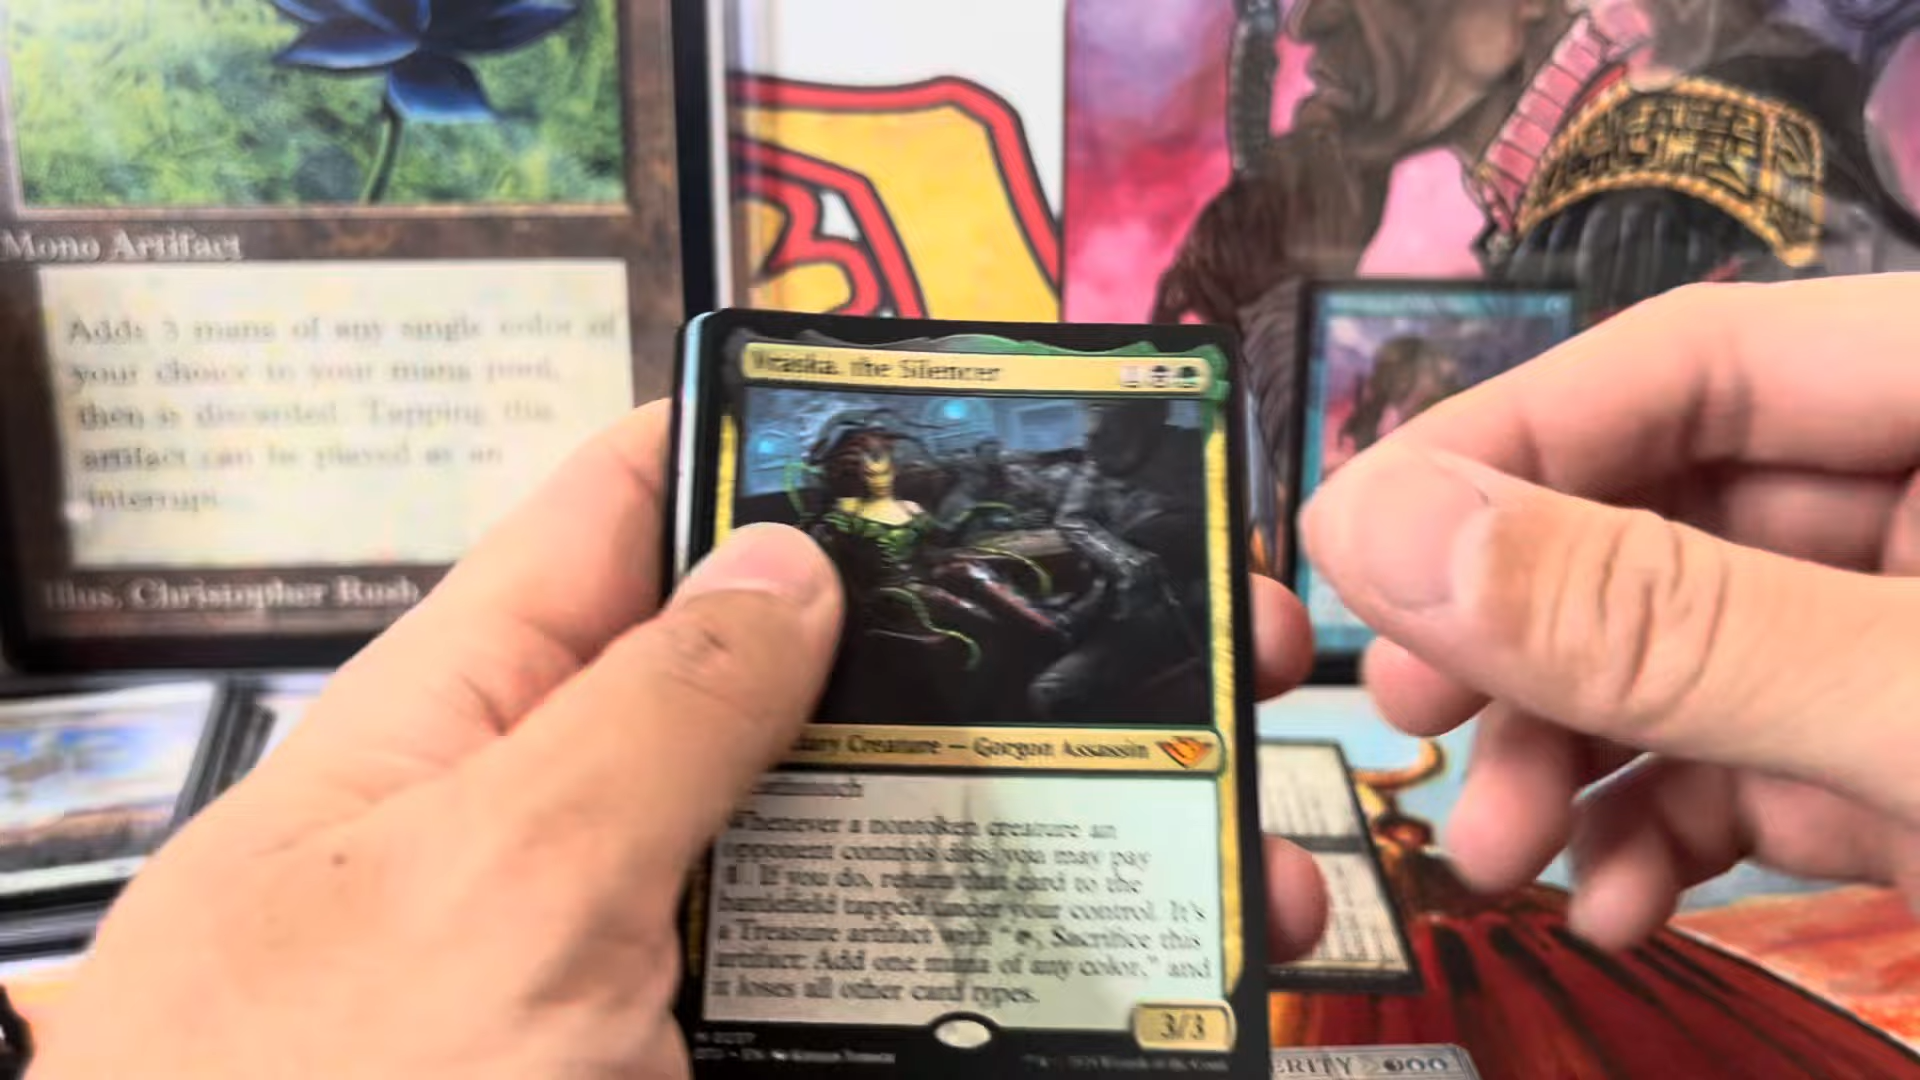 Mono Artifact
Adds 3 mana of any single color of
your choice to your mana pool,
then is discarded. Tapping this
artifact can be played as an
interrupt.
Illus. Christopher Rush
Vraska, the Silencer
Creature — Gorgon Assassin
Whenever a nontoken creature an
opponent controls dies, you may pay
1. If you do, return that card to the
battlefield tapped under your control. It's
a Treasure artifact with ", Sacrifice this
artifact: Add one mana of any color," and
it loses all other card types.
3/3
ERITY